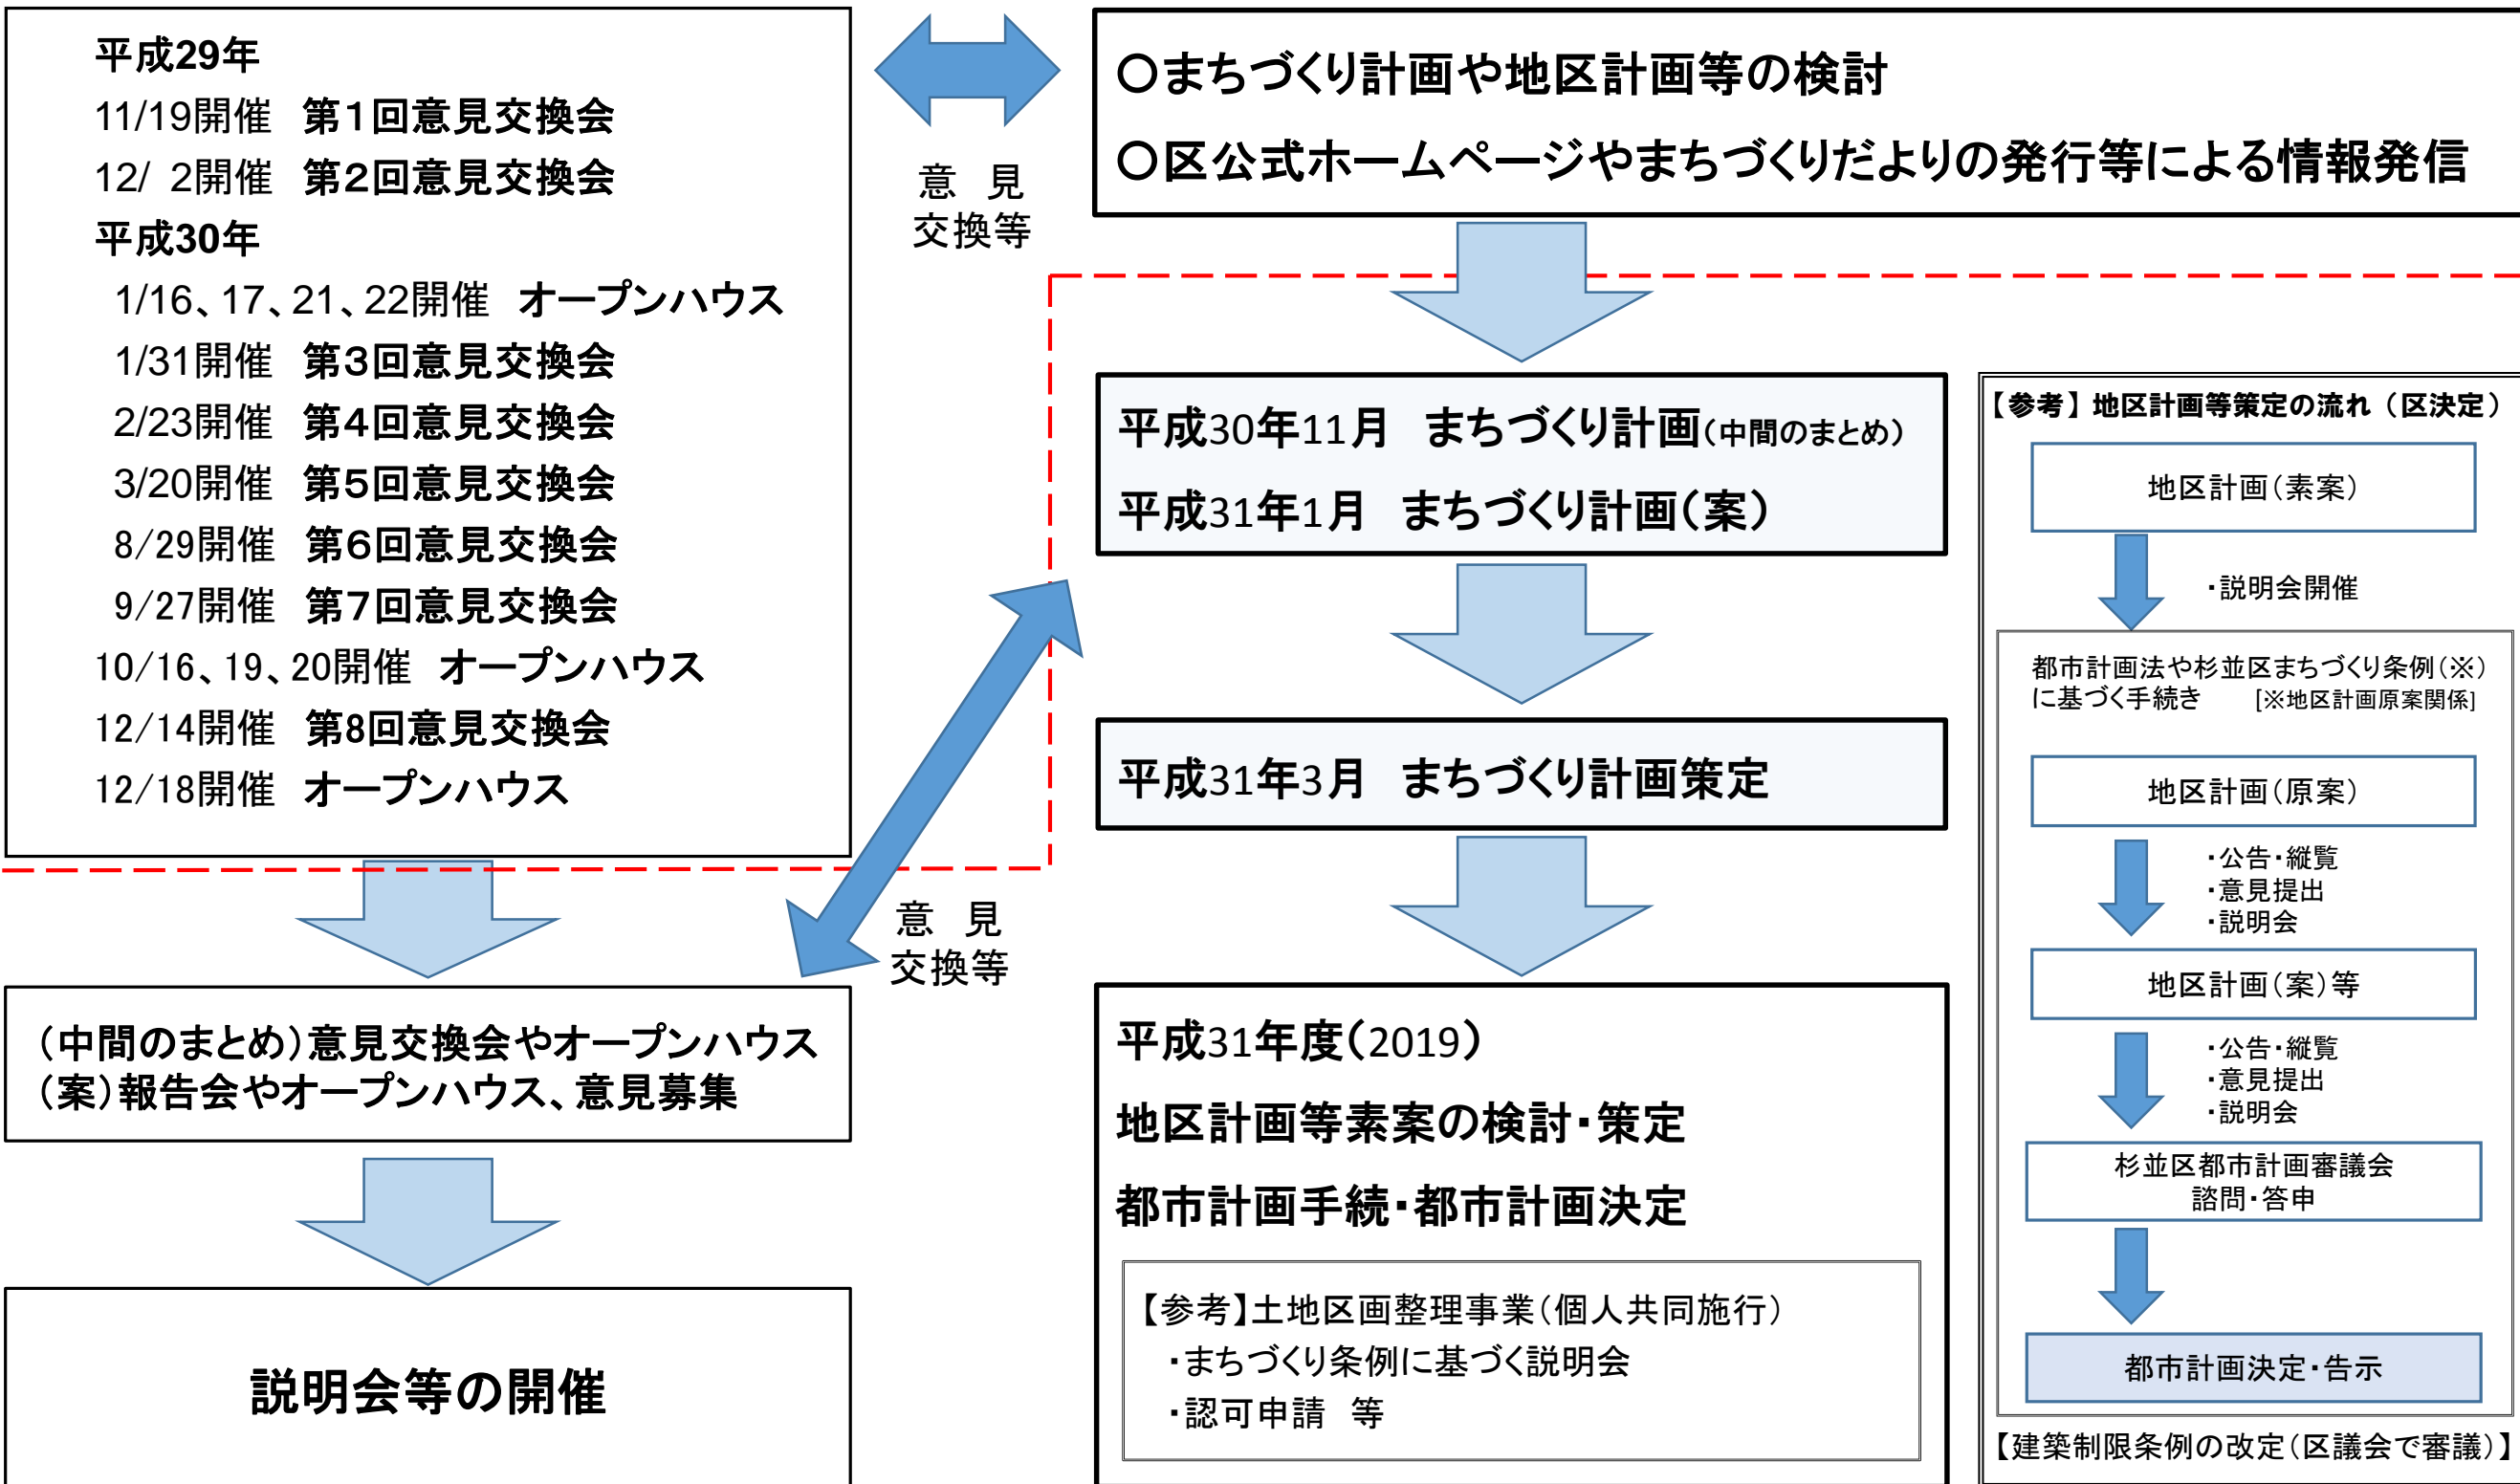 平成29年
11/19開催　第１回意見交換会
12/ 2開催　第２回意見交換会
平成30年
1/16、17、21、22開催　オープンハウス
1/31開催　第３回意見交換会
2/23開催　第４回意見交換会
3/20開催　第５回意見交換会
8/29開催　第６回意見交換会
9/27開催　第７回意見交換会
10/16、19、20開催　オープンハウス
12/14開催　第8回意見交換会
12/18開催　オープンハウス
意　見
交換等
○まちづくり計画や地区計画等の検討
○区公式ホームページやまちづくりだよりの発行等による情報発信
平成30年11月　まちづくり計画（中間のまとめ）
平成31年1月　まちづくり計画（案）
平成31年3月　まちづくり計画策定
意　見
交換等
（中間のまとめ）意見交換会やオープンハウス
（案）報告会やオープンハウス、意見募集
説明会等の開催
平成31年度（2019）
地区計画等素案の検討・策定
都市計画手続・都市計画決定
【参考】土地区画整理事業（個人共同施行）
・まちづくり条例に基づく説明会
・認可申請　等
【参考】地区計画等策定の流れ（区決定）
地区計画（素案）
・説明会開催
都市計画法や杉並区まちづくり条例（※）
に基づく手続き　［※地区計画原案関係］
地区計画（原案）
・公告・縦覧
・意見提出
・説明会
地区計画（案）等
・公告・縦覧
・意見提出
・説明会
杉並区都市計画審議会
諮問・答申
都市計画決定・告示
【建築制限条例の改定（区議会で審議）】